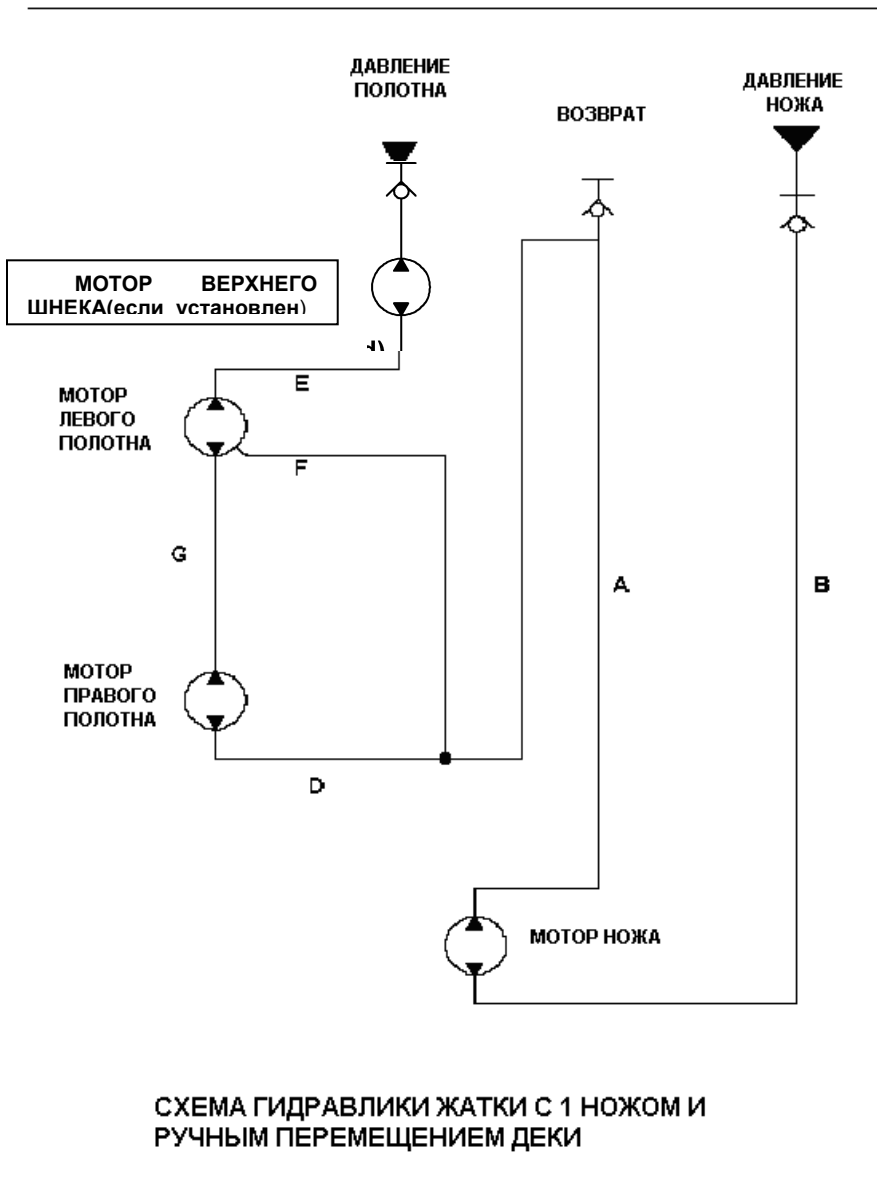 ДАВЛЕНИЕ
ПОЛОТНА
ДАВЛЕНИЕ
НОЖА
ВОЗВРАТ
МОТОР ВЕРХНЕГО
ШНЕКА(если установлен)
E
МОТОР
ЛЕВОГО
ПОЛОТНА
F
G
A
B
МОТОР
ПРАВОГО
ПОЛОТНА
D
МОТОР НОЖА
СХЕМА ГИДРАВЛИКИ ЖАТКИ С 1 НОЖОМ И
РУЧНЫМ ПЕРЕМЕЩЕНИЕМ ДЕКИ